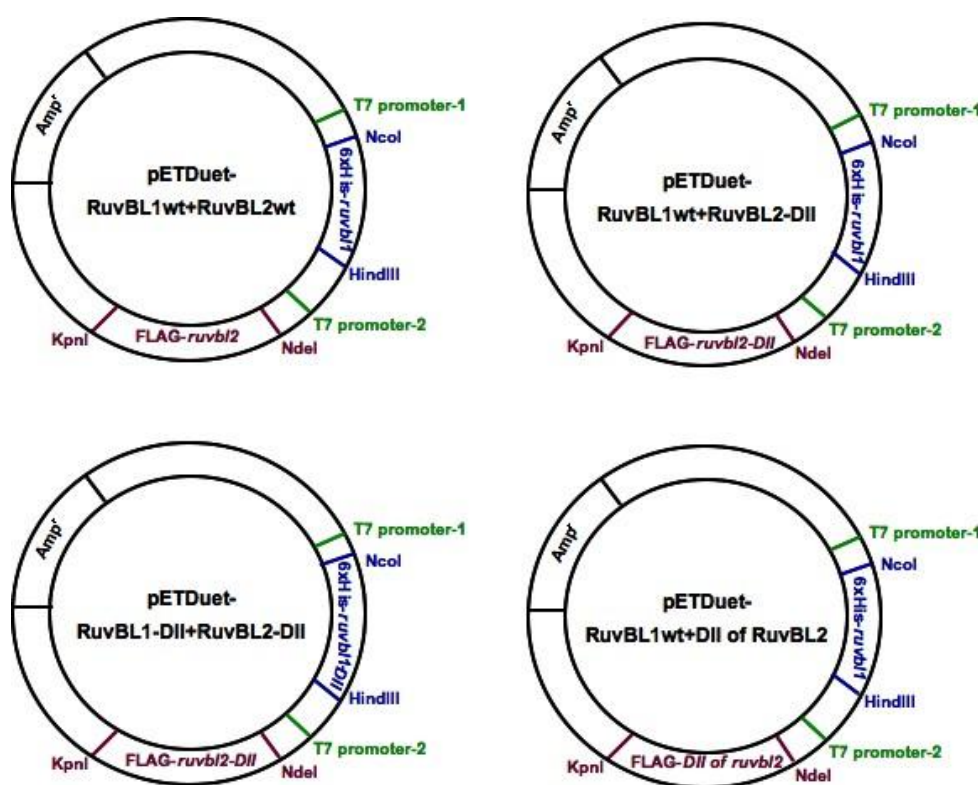 Ampʳ
T7 promoter-1
NcoI
6xHis-ruvbl1
HindIII
T7 promoter-2
NdeI
FLAG-ruvbl2
KpnI
pETDuet-
RuvBL1wt+RuvBL2wt
Ampʳ
T7 promoter-1
NcoI
6xHis-ruvbl1
HindIII
T7 promoter-2
NdeI
FLAG-ruvbl2-DII
KpnI
pETDuet-
RuvBL1wt+RuvBL2-DII
Ampʳ
T7 promoter-1
NcoI
6xHis-ruvbl1-DII
HindIII
T7 promoter-2
NdeI
FLAG-ruvbl2-DII
KpnI
pETDuet-
RuvBL1-DII+RuvBL2-DII
Ampʳ
T7 promoter-1
NcoI
6xHis-ruvbl1
HindIII
T7 promoter-2
NdeI
FLAG-DII of ruvbl2
KpnI
pETDuet-
RuvBL1wt+DII of RuvBL2